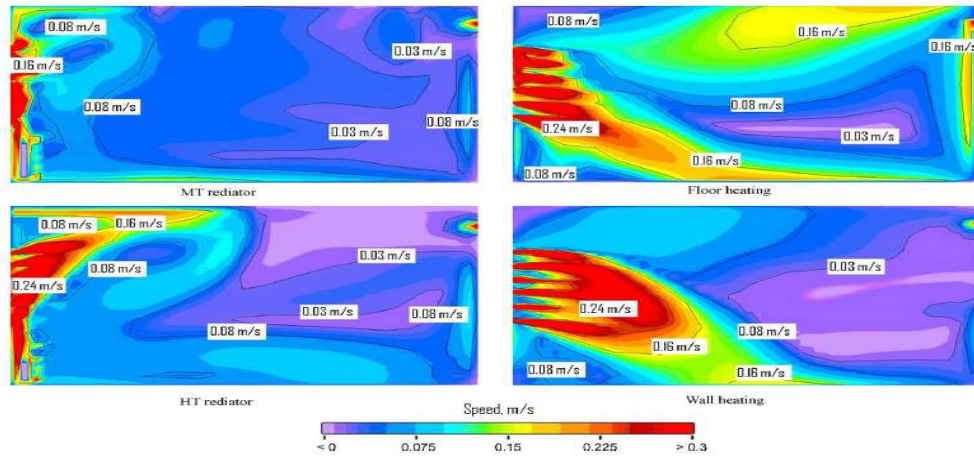 0.08 m/s
0.16 m/s
0.08 m/s
0.03 m/s
0.03 m/s
0.08 m/s
MT rediator
0.08 m/s
0.16 m/s
0.16 m/s
0.08 m/s
0.24 m/s
0.03 m/s
0.16 m/s
0.08 m/s
Floor heating
0.08 m/s
0.16 m/s
0.08 m/s
0.24 m/s
0.03 m/s
0.03 m/s
0.08 m/s
0.08 m/s
HT rediator
0.03 m/s
0.24 m/s
0.08 m/s
0.16 m/s
0.08 m/s
0.16 m/s
Wall heating
Speed, m/s
< 0 0.075 0.15 0.225 > 0.3